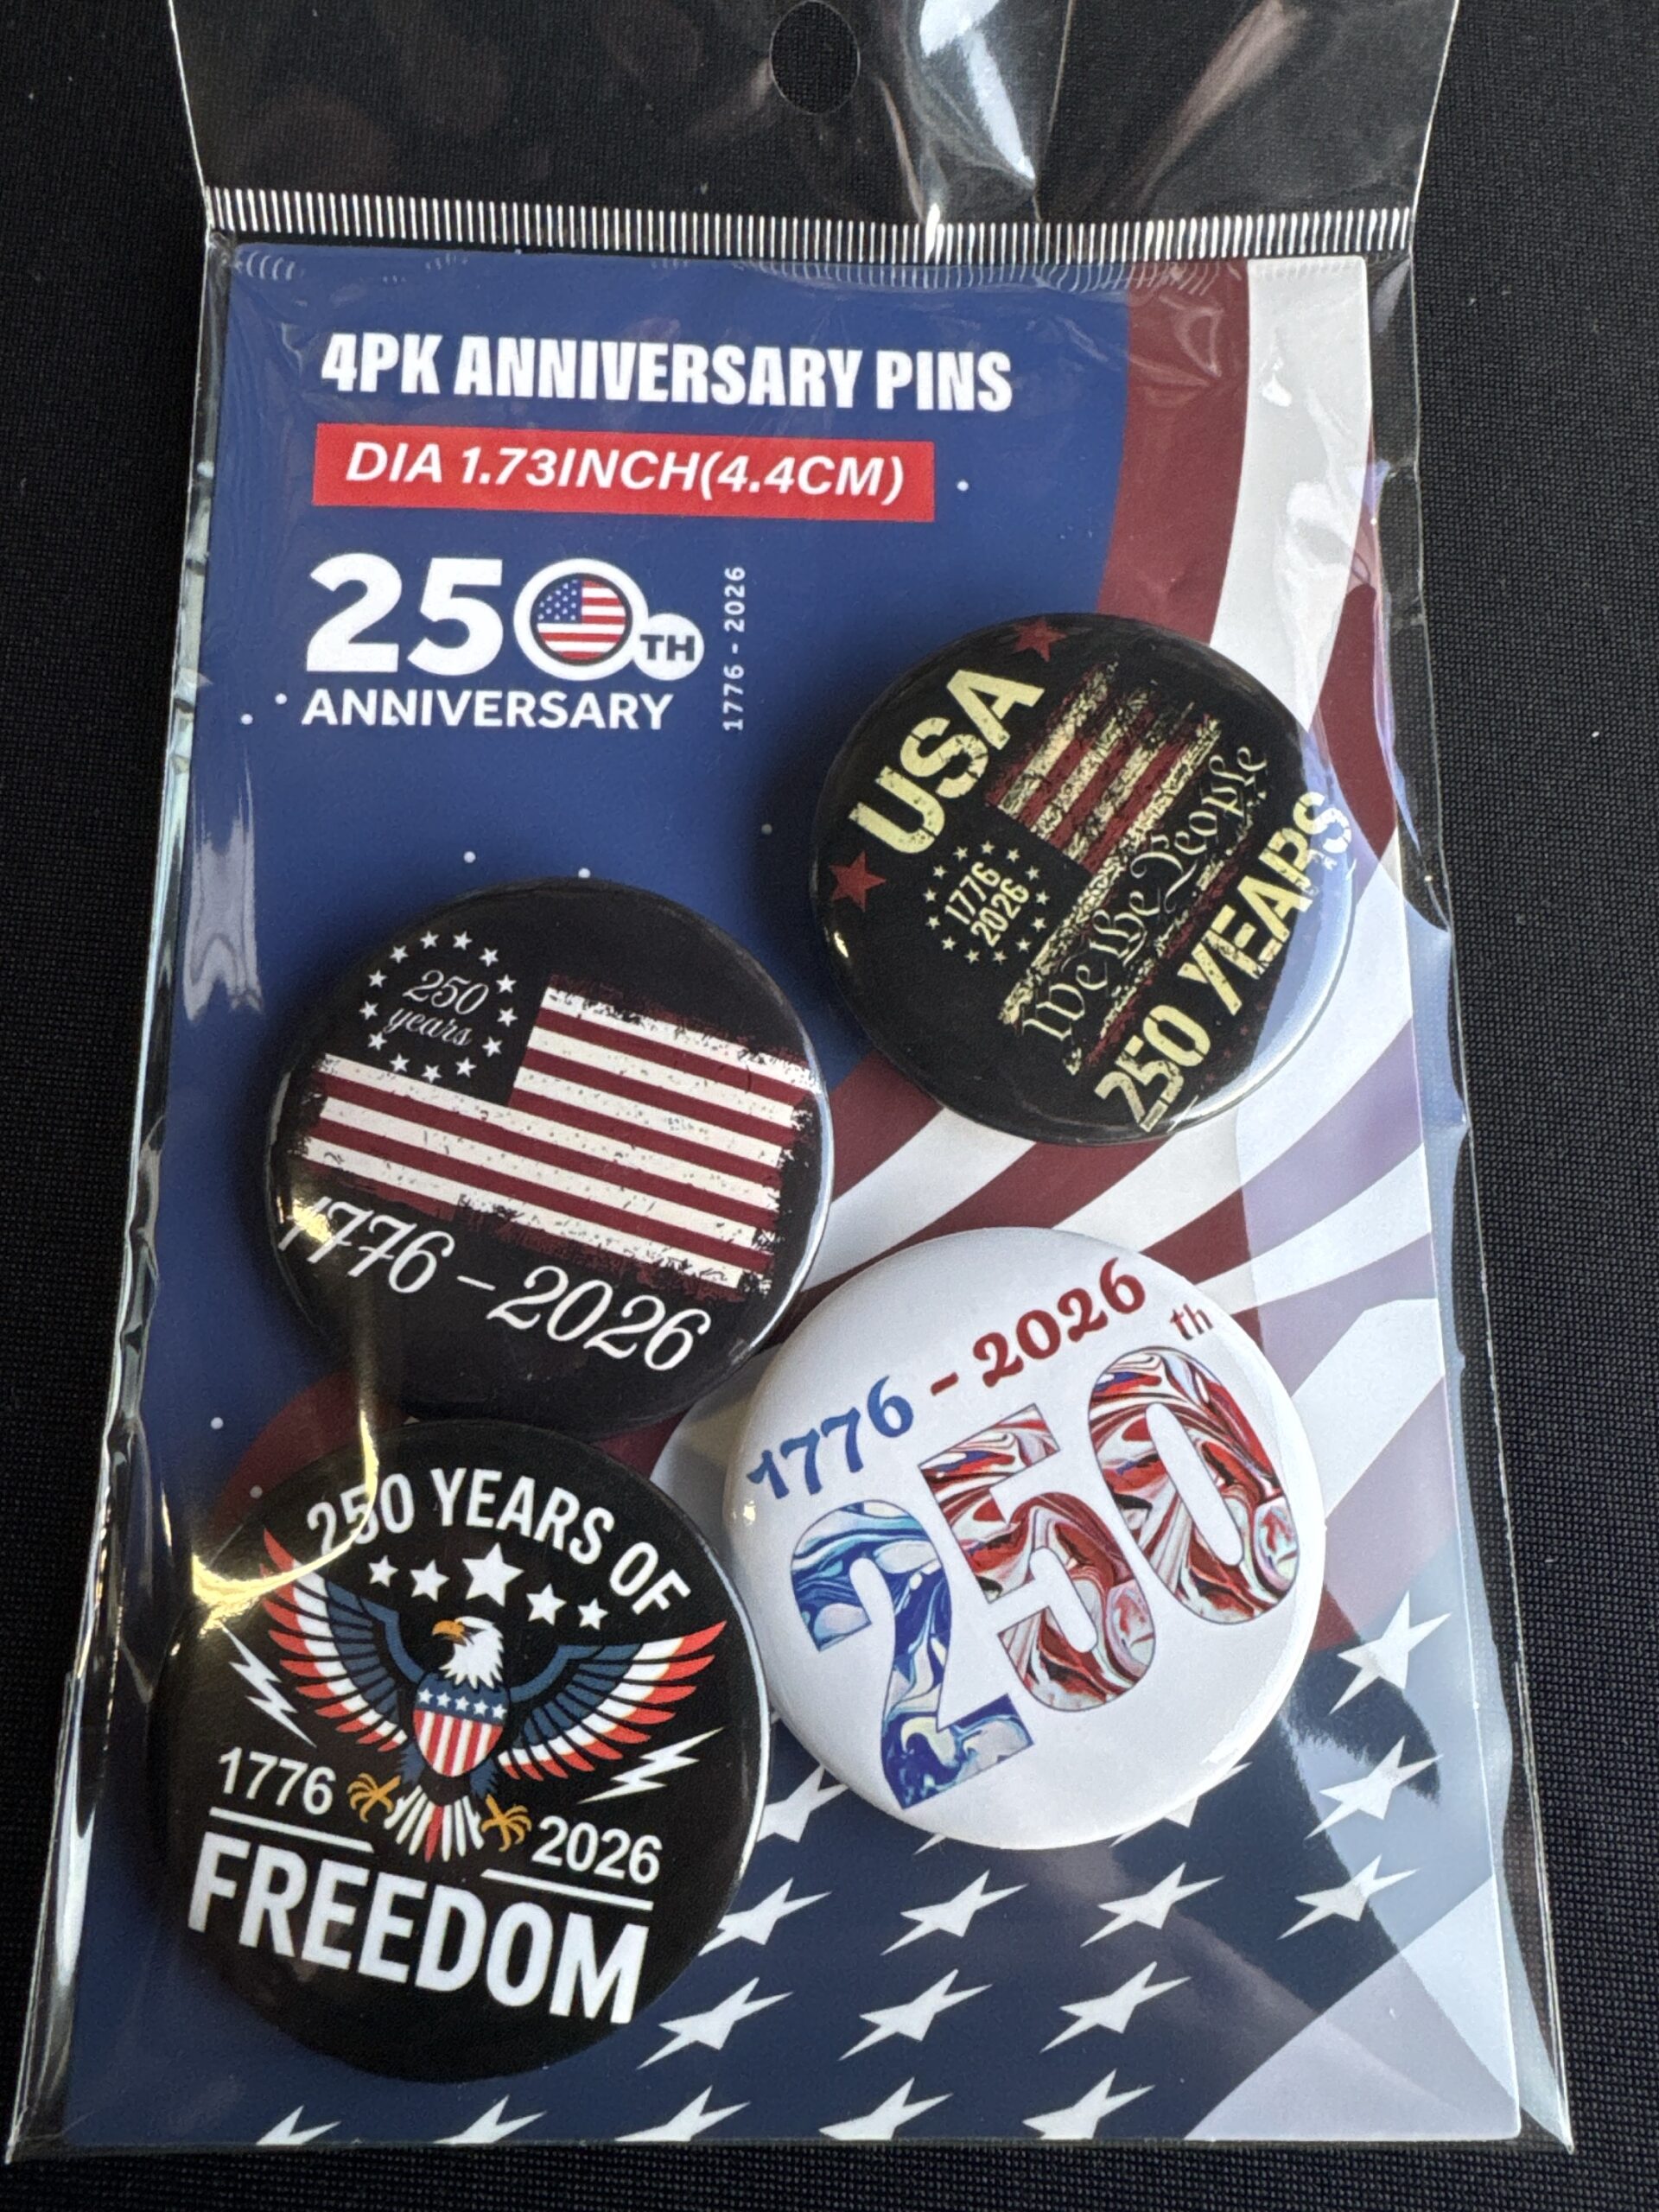 4PK ANNIVERSARY PINS
DIA 1.73INCH(4.4CM)
250TH
ANNIVERSARY
1776 - 2026
USA
1776
2026
We the People
250 YEARS
250
years
1776 - 2026
1776 - 2026
250th
250 YEARS OF
1776 2026
FREEDOM